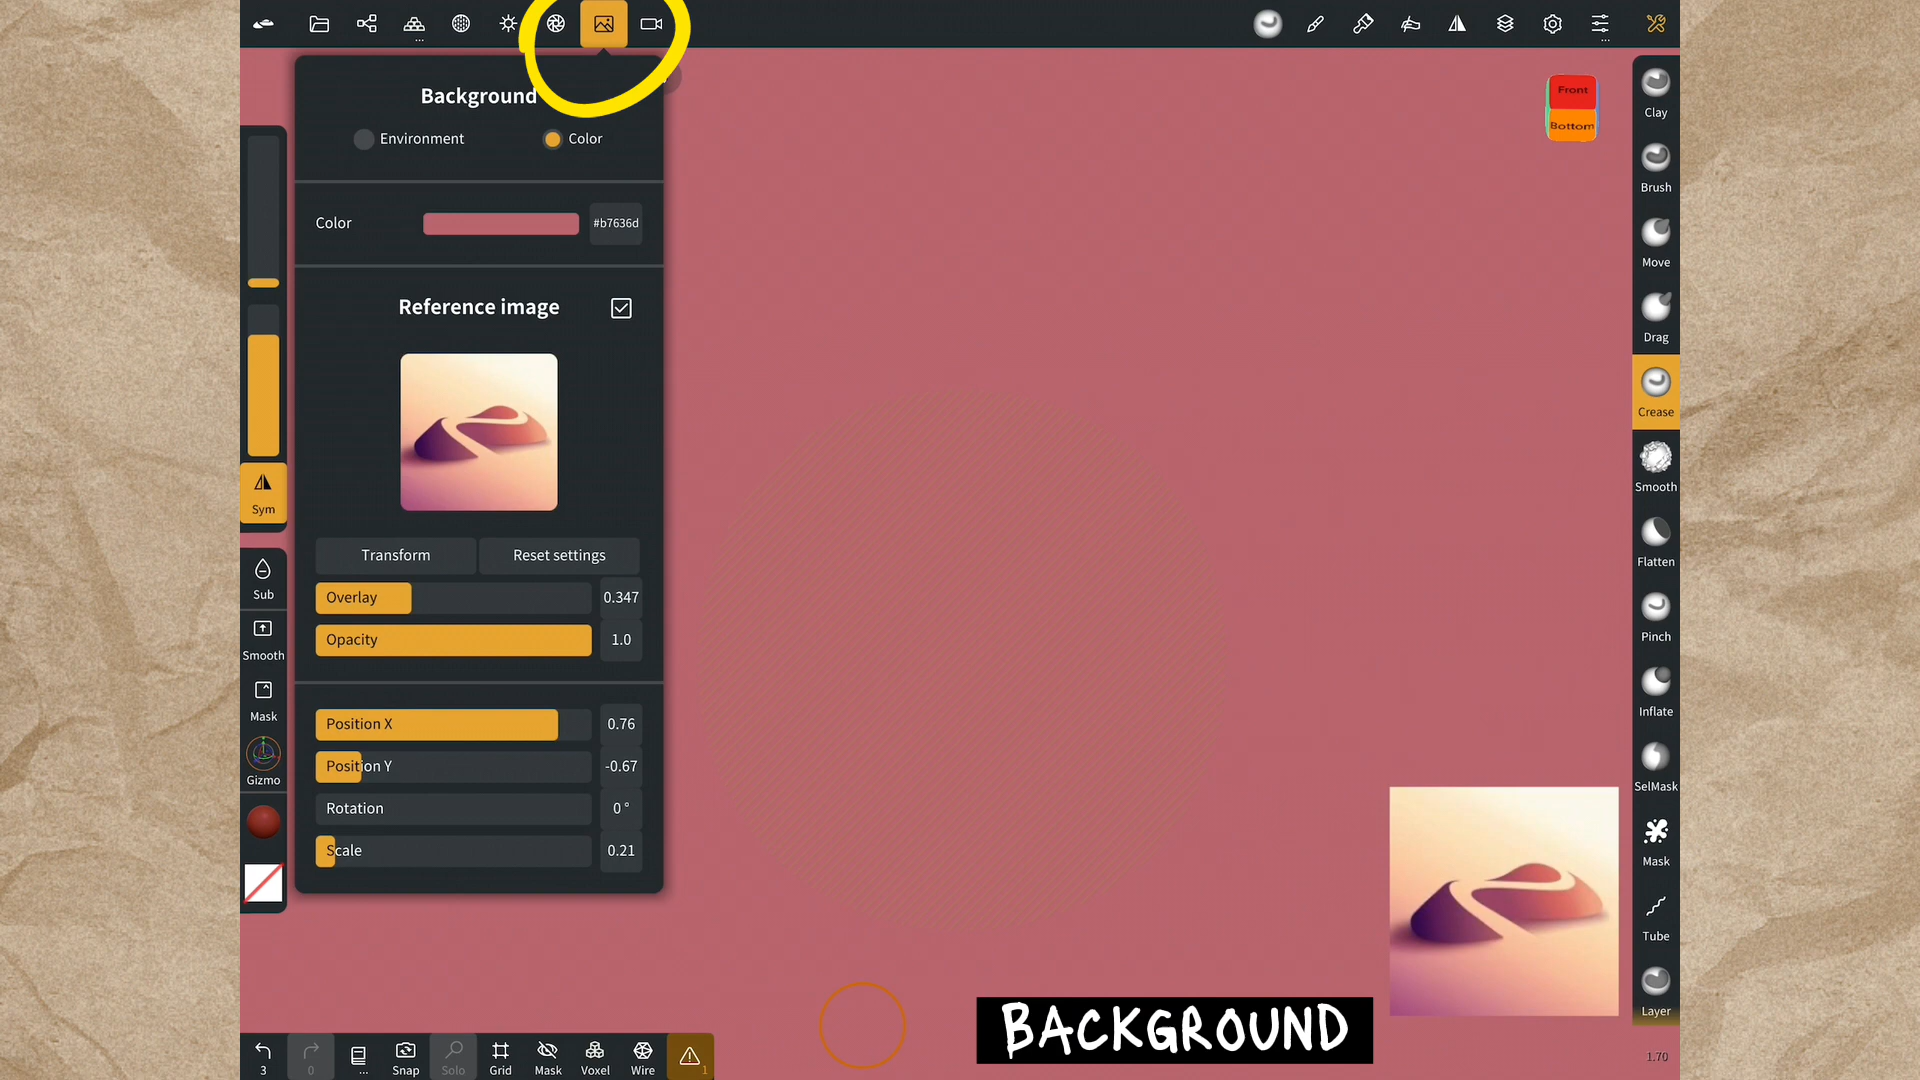 Background
Environment
Color
Color
#b7636d
Reference image
Transform
Reset settings
Overlay
0.347
Opacity
1.0
Position X
0.76
Position Y
-0.67
Rotation
0 °
Scale
0.21
Sym
Sub
Smooth
Mask
Gizmo
Front
Bottom
Clay
Brush
Move
Drag
Crease
Smooth
Flatten
Pinch
Inflate
SelMask
Mask
Tube
Layer
1.70
BACKGROUND
3
0
...
Snap
Solo
Grid
Mask
Voxel
Wire
1